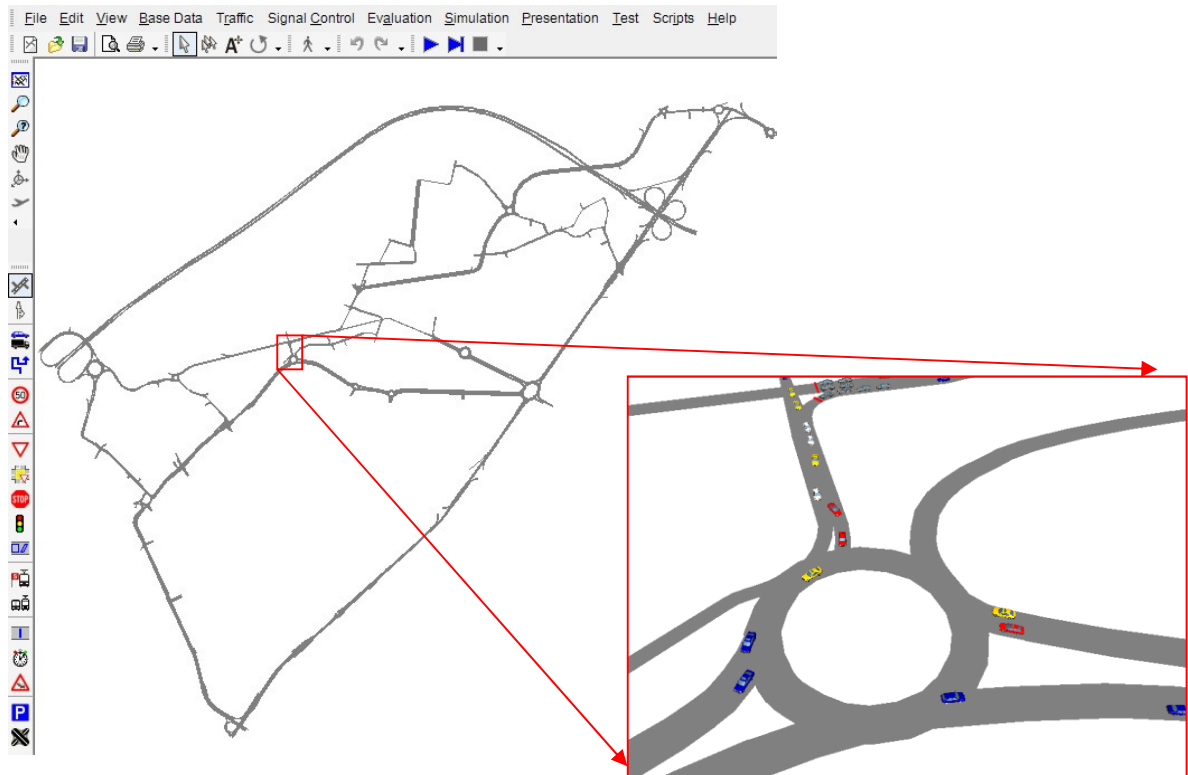 File Edit View Base Data Traffic Signal Control Evaluation Simulation Presentation Test Scripts Help
A
50
STOP
P